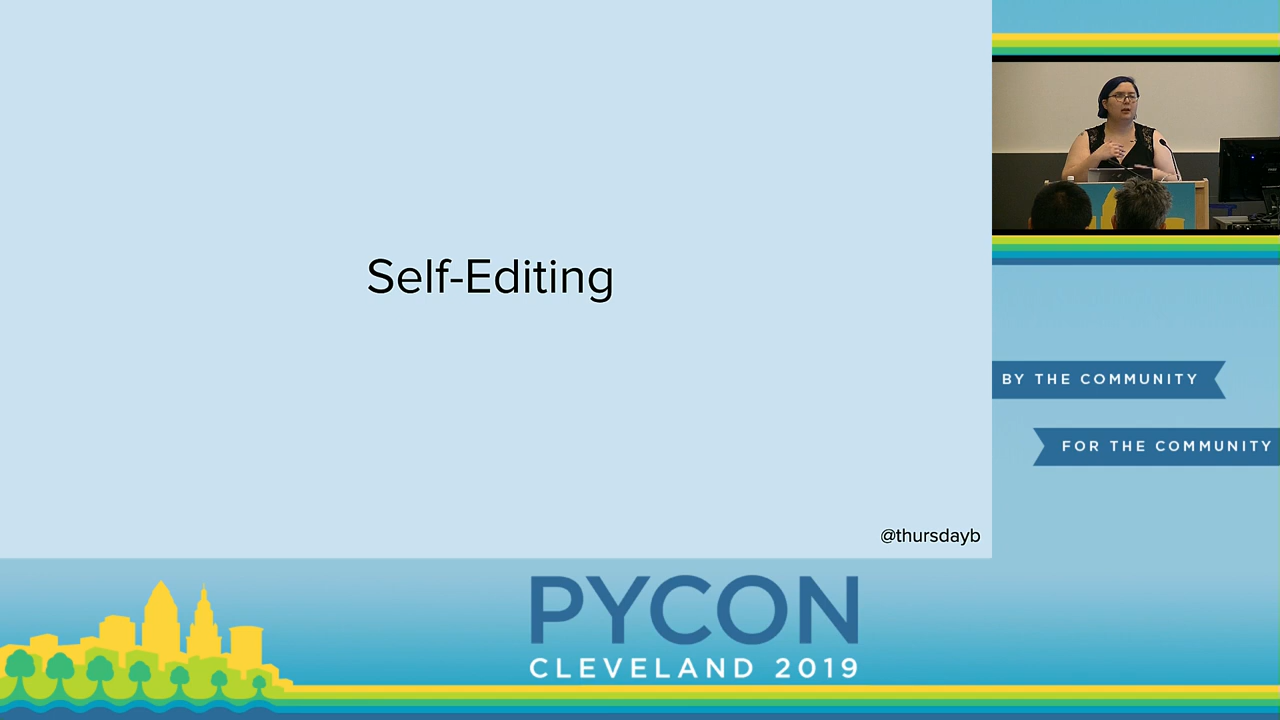 Self-Editing
@thursdayb
BY THE COMMUNITY
FOR THE COMMUNITY
PYCON
CLEVELAND 2019